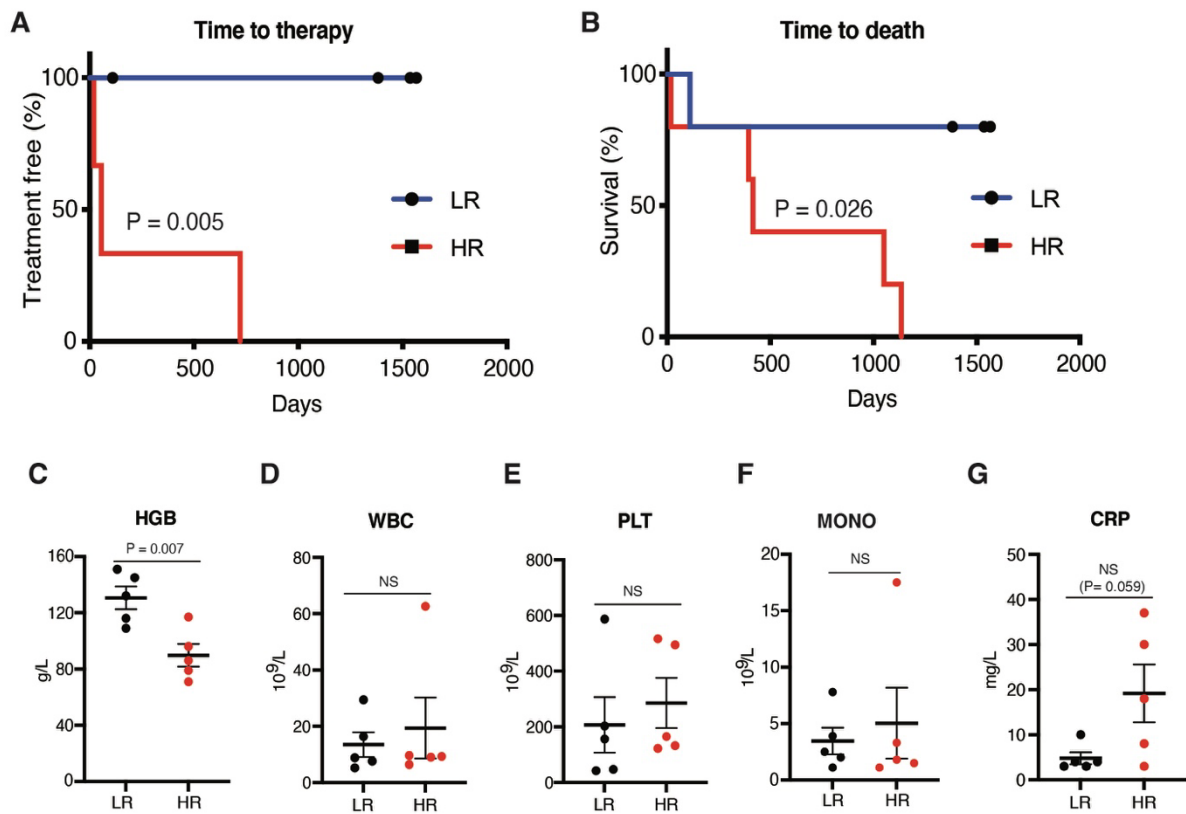 A
Time to therapy
Treatment free (%)
100
50
0
P = 0.005
LR
HR
0 500 1000 1500 2000
Days
B
Time to death
Survival (%)
100
50
0
P = 0.026
LR
HR
0 500 1000 1500 2000
Days
C
HGB
P = 0.007
g/L
160
120
80
40
0
LR HR
D
WBC
NS
10⁹/L
80
60
40
20
0
LR HR
E
PLT
NS
10⁹/L
800
600
400
200
0
LR HR
F
MONO
NS
10⁹/L
20
15
10
5
0
LR HR
G
CRP
NS
(P= 0.059)
mg/L
50
40
30
20
10
0
LR HR